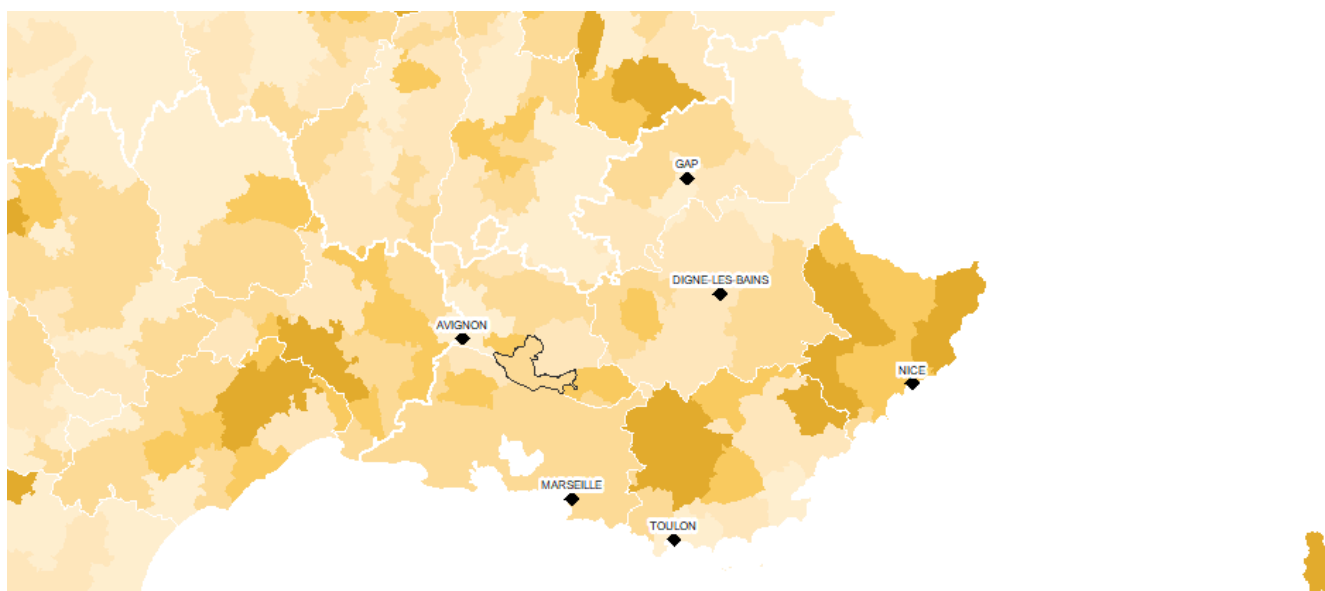 GAP
DIGNE-LES-BAINS
AVIGNON
NICE
MARSEILLE
TOULON